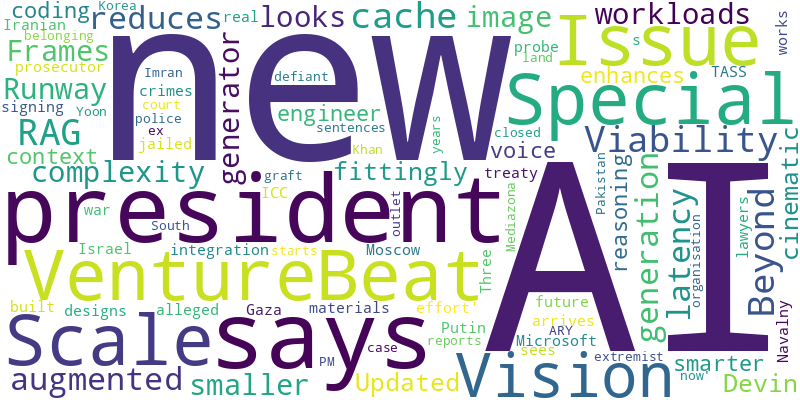 coding
Korea
Iranian
belonging
reduces
real
looks
cache
image
Issue
workloads
s
works
probe
land
Frames
prosecutor
new
Imran
defiant
Special
enhances
TASS
Runway
signing
Yoon
crimes
court
police
ex
jailed
generator
engineer
sentences
Khan
years
closed
RAG
context
complexity
fittingly
voice
treaty
Viability
cinematic
graft
ICC
president
war
South
outlet
Mediazona
AI
Pakistan
reasoning
generation
latency
organisation
Beyond
lawyers
Israel
integration
starts
Moscow
Three
VentureBeat
built
designs
alleged
Gaza
materials
effort'
future
arrives
ARY
Microsoft
Navalny
Scale
says
PM
case
Putin
reports
sees
extremist
now'
augmented
smaller
Updated
Vision
smarter
Devin